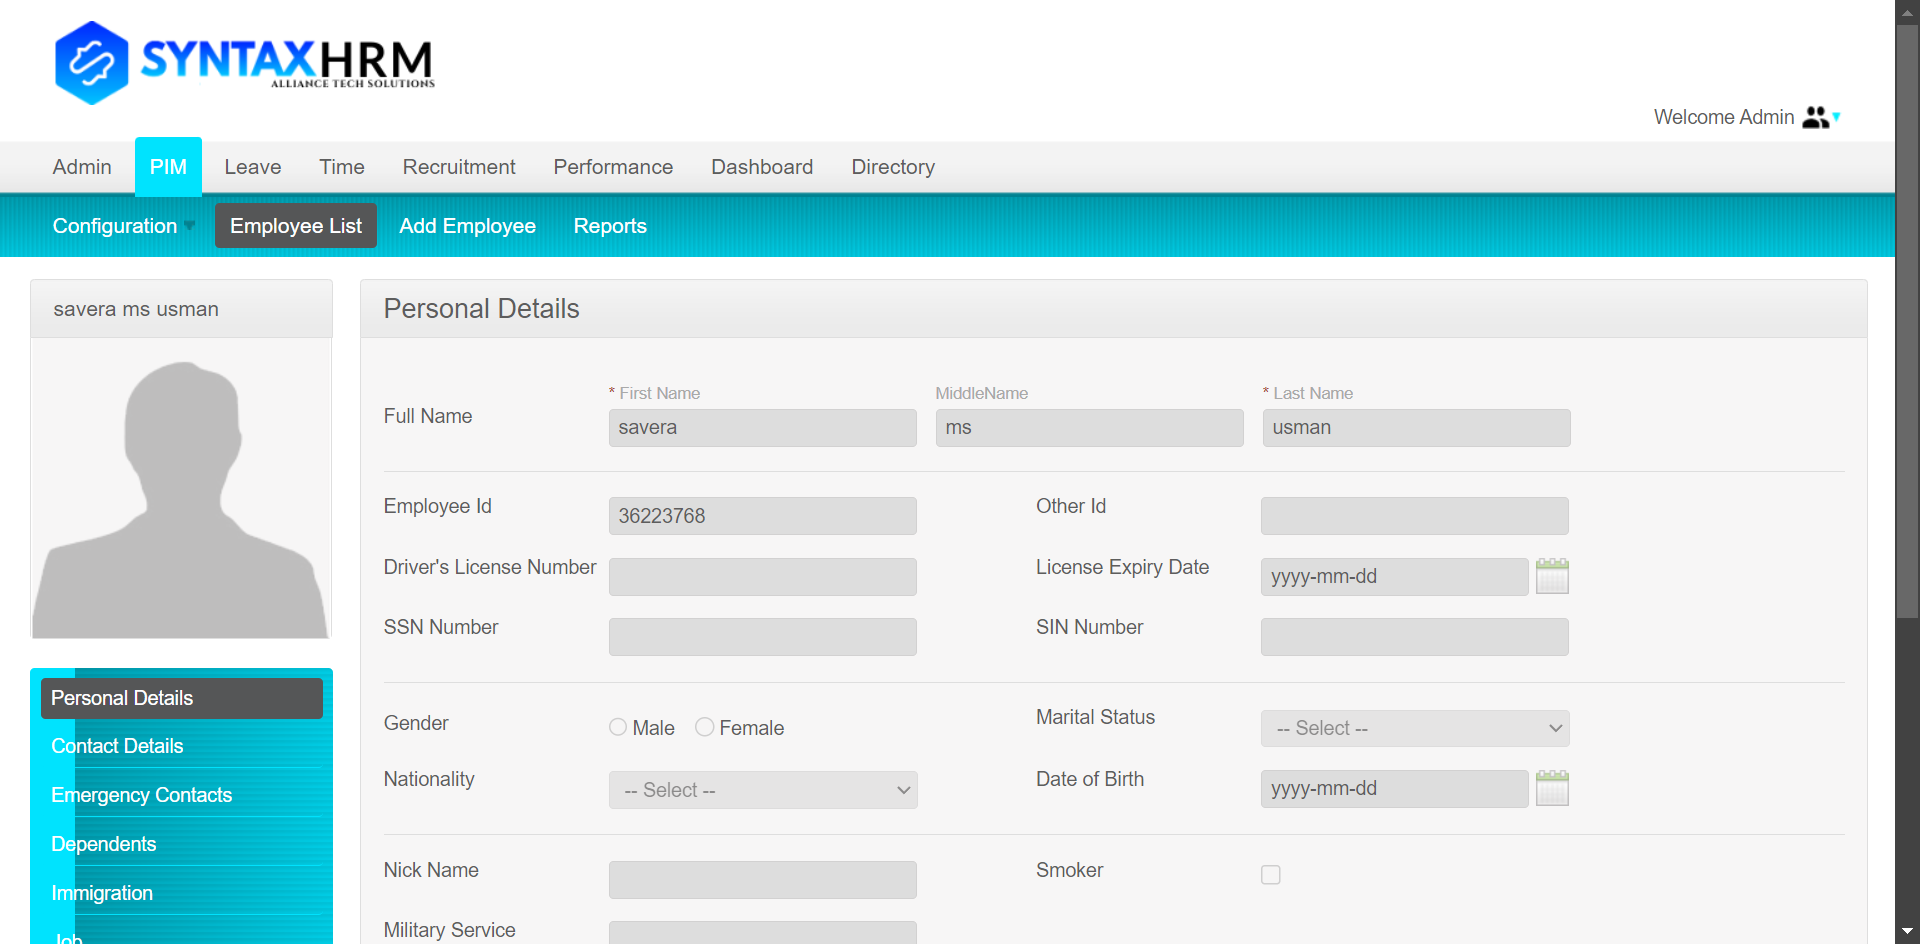 SYNTAXHRM
ALLIANCE TECH SOLUTIONS
Welcome Admin
Admin PIM Leave Time Recruitment Performance Dashboard Directory
Configuration Employee List Add Employee Reports
savera ms usman
Personal Details
* First Name MiddleName * Last Name
Full Name savera ms usman
Employee Id 36223768 Other Id
Driver's License Number License Expiry Date yyyy-mm-dd
SSN Number SIN Number
Gender Male Female Marital Status -- Select --
Nationality -- Select -- Date of Birth yyyy-mm-dd
Nick Name Smoker
Military Service
Personal Details
Contact Details
Emergency Contacts
Dependents
Immigration
Job